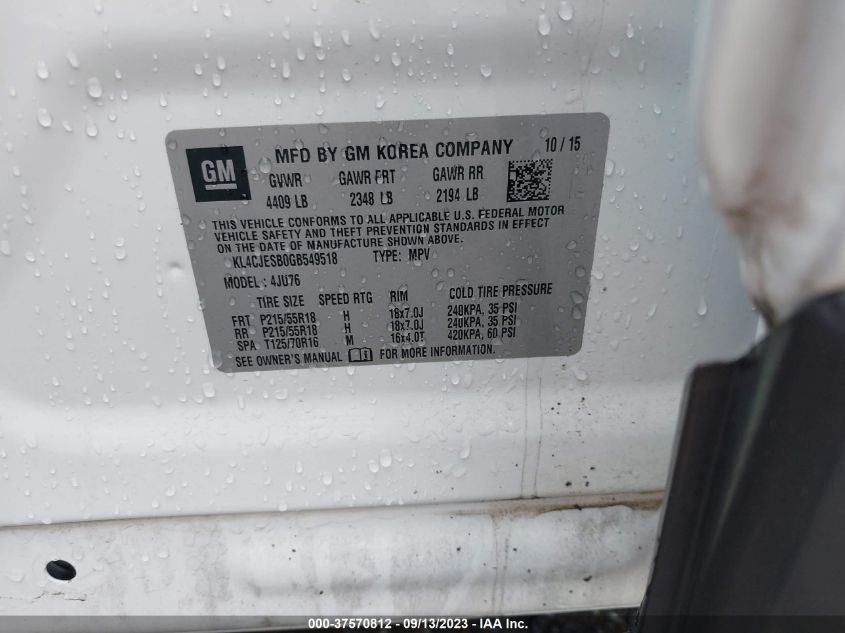 GM MFD BY GM KOREA COMPANY 10 / 15
GVWR GAWR FRT GAWR RR
4409 LB 2348 LB 2194 LB
THIS VEHICLE CONFORMS TO ALL APPLICABLE U.S. FEDERAL MOTOR
VEHICLE SAFETY AND THEFT PREVENTION STANDARDS IN EFFECT
ON THE DATE OF MANUFACTURE SHOWN ABOVE.
KL4CJESB0GB549518 TYPE: MPV
MODEL: 4JU76
TIRE SIZE SPEED RTG RIM COLD TIRE PRESSURE
FRT P215/55R18 H 18x7.0J 240KPA, 35 PSI
RR P215/55R18 H 18x7.0J 240KPA, 35 PSI
SPA T125/70R16 M 16x4.0T 420KPA, 60 PSI
SEE OWNER'S MANUAL FOR MORE INFORMATION.
000-37570812 - 09/13/2023 - IAA Inc.